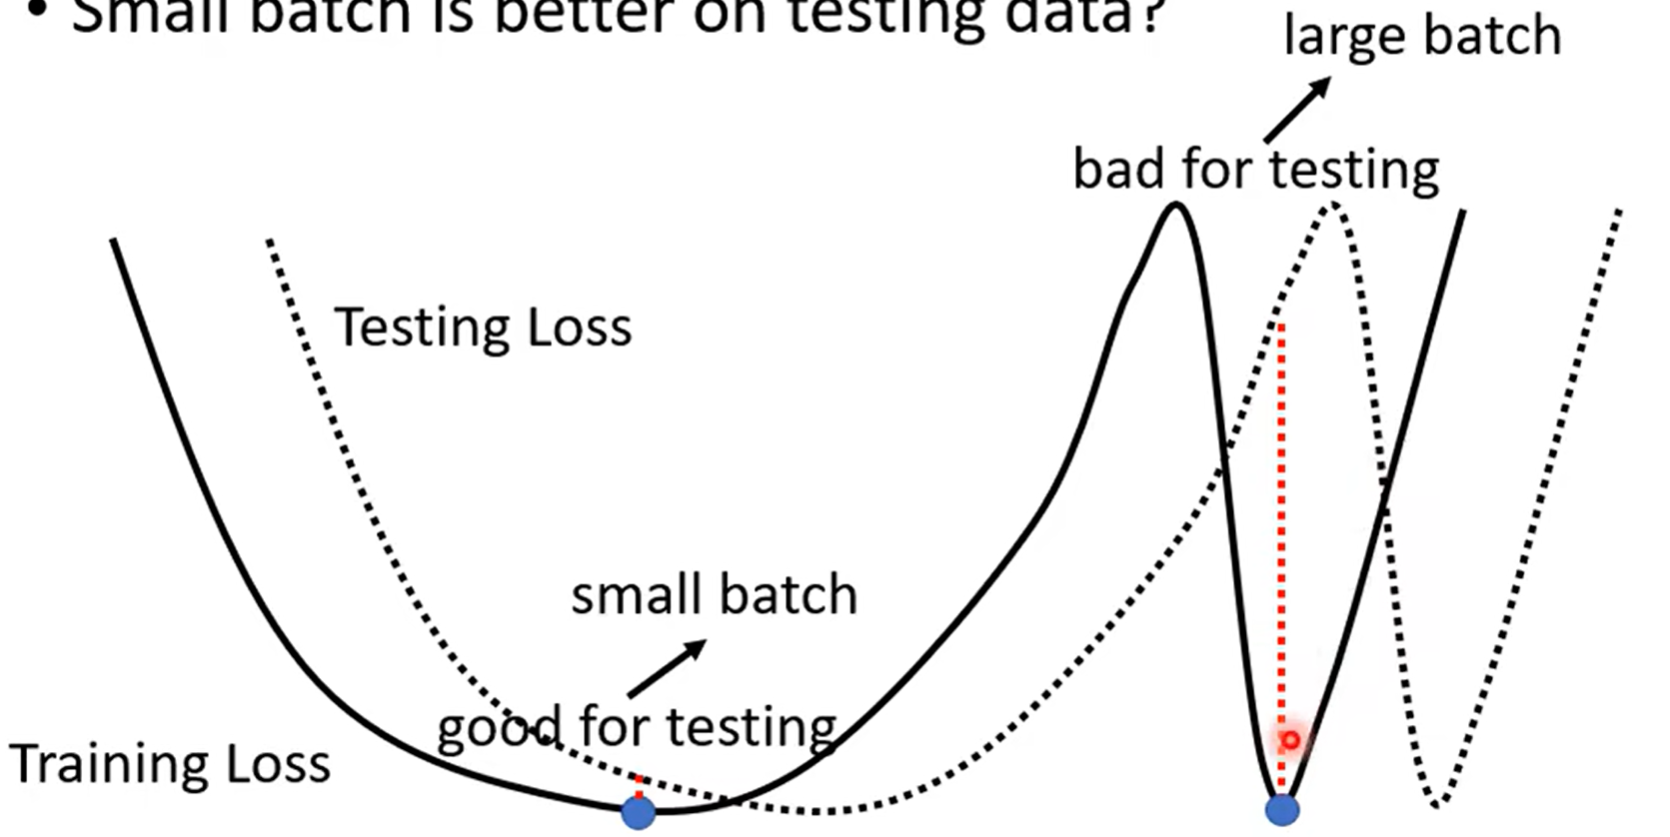 • Small batch is better on testing data?
large batch
bad for testing
Testing Loss
small batch
good for testing
Training Loss